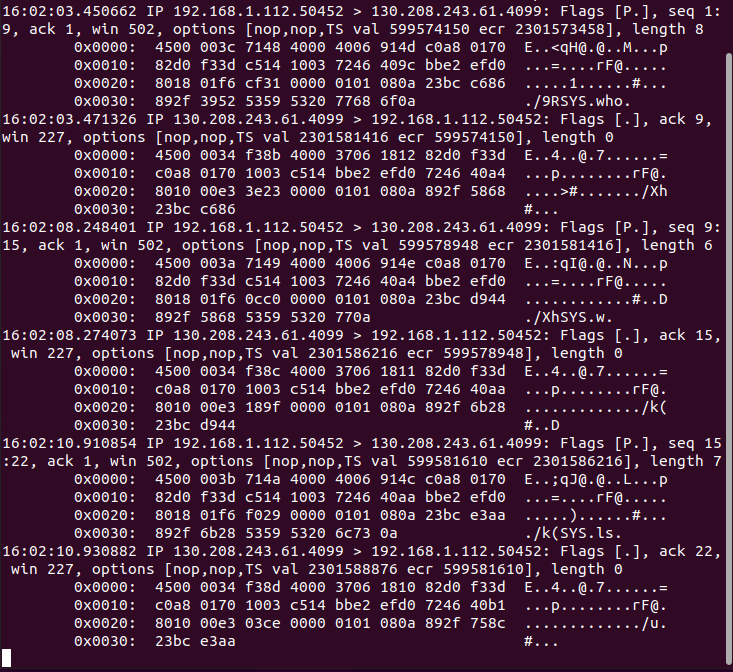 16:02:03.450662 IP 192.168.1.112.50452 > 130.208.243.61.4099: Flags [P.], seq 1:
9, ack 1, win 502, options [nop,nop,TS val 599574150 ecr 2301573458], length 8
0x0000:  4500 003c 7148 4000 4006 914d c0a8 0170  E..<qH@.@..M...p
0x0010:  82d0 f33d c514 1003 7246 409c bbe2 efd0  ...=....rF@.....
0x0020:  8018 01f6 cf31 0000 0101 080a 23bc c686  .....1......#...
0x0030:  892f 3952 5359 5320 7768 6f0a            ./9RSYS.who.
16:02:03.471326 IP 130.208.243.61.4099 > 192.168.1.112.50452: Flags [.], ack 9,
win 227, options [nop,nop,TS val 2301581416 ecr 599574150], length 0
0x0000:  4500 0034 f38b 4000 3706 1812 82d0 f33d  E..4..@.7......=
0x0010:  c0a8 0170 1003 c514 bbe2 efd0 7246 40a4  ...p........rF@.
0x0020:  8010 00e3 3e23 0000 0101 080a 892f 5868  ....>#......./Xh
0x0030:  23bc c686                                #...
16:02:08.248401 IP 192.168.1.112.50452 > 130.208.243.61.4099: Flags [P.], seq 9:
15, ack 1, win 502, options [nop,nop,TS val 599578948 ecr 2301581416], length 6
0x0000:  4500 003a 7149 4000 4006 914e c0a8 0170  E..:qI@.@..N...p
0x0010:  82d0 f33d c514 1003 7246 40a4 bbe2 efd0  ...=....rF@.....
0x0020:  8018 01f6 0cc0 0000 0101 080a 23bc d944  ............#..D
0x0030:  892f 5868 5359 5320 770a                 ./XhSYS.w.
16:02:08.274073 IP 130.208.243.61.4099 > 192.168.1.112.50452: Flags [.], ack 15,
win 227, options [nop,nop,TS val 2301586216 ecr 599578948], length 0
0x0000:  4500 0034 f38c 4000 3706 1811 82d0 f33d  E..4..@.7......=
0x0010:  c0a8 0170 1003 c514 bbe2 efd0 7246 40aa  ...p........rF@.
0x0020:  8010 00e3 189f 0000 0101 080a 892f 6b28  ............./k(
0x0030:  23bc d944                                #..D
16:02:10.910854 IP 192.168.1.112.50452 > 130.208.243.61.4099: Flags [P.], seq 15
:22, ack 1, win 502, options [nop,nop,TS val 599581610 ecr 2301586216], length 7
0x0000:  4500 003b 714a 4000 4006 914c c0a8 0170  E..;qJ@.@..L...p
0x0010:  82d0 f33d c514 1003 7246 40aa bbe2 efd0  ...=....rF@.....
0x0020:  8018 01f6 f029 0000 0101 080a 23bc e3aa  .....)......#...
0x0030:  892f 6b28 5359 5320 6c73 0a              ./k(SYS.ls.
16:02:10.930882 IP 130.208.243.61.4099 > 192.168.1.112.50452: Flags [.], ack 22,
win 227, options [nop,nop,TS val 2301588876 ecr 599581610], length 0
0x0000:  4500 0034 f38d 4000 3706 1810 82d0 f33d  E..4..@.7......=
0x0010:  c0a8 0170 1003 c514 bbe2 efd0 7246 40b1  ...p........rF@.
0x0020:  8010 00e3 03ce 0000 0101 080a 892f 758c  ............./u.
0x0030:  23bc e3aa                                #...